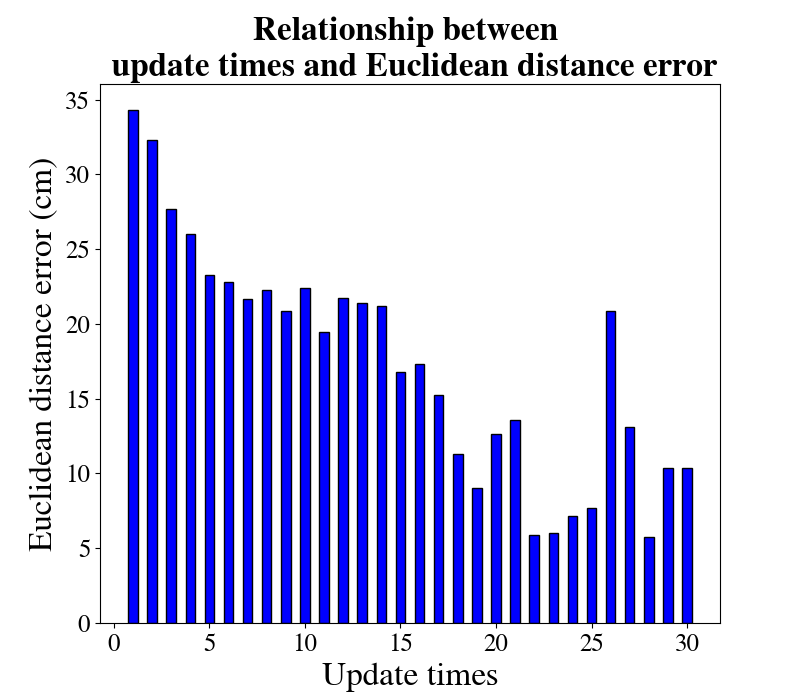 Relationship between
update times and Euclidean distance error
Euclidean distance error (cm)
35
30
25
20
15
10
5
0
0 5 10 15 20 25 30
Update times